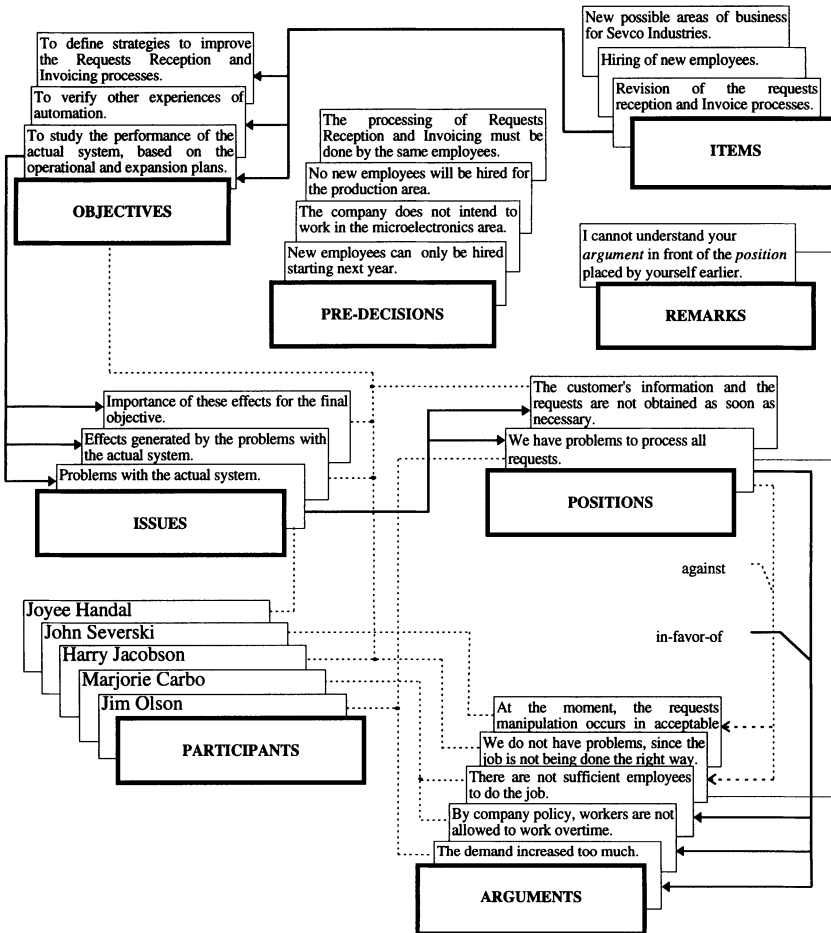 To define strategies to improve
the Requests Reception and
Invoicing processes.
To verify other experiences of
automation.
To study the performance of the
actual system, based on the
operational and expansion plans.
OBJECTIVES
The processing of Requests
Reception and Invoicing must be
done by the same employees.
No new employees will be hired for
the production area.
The company does not intend to
work in the microelectronics area.
New employees can only be hired
starting next year.
PRE-DECISIONS
New possible areas of business
for Sevco Industries.
Hiring of new employees.
Revision of the requests
reception and Invoice processes.
ITEMS
I cannot understand your
argument in front of the position
placed by yourself earlier.
REMARKS
Importance of these effects for the final
objective.
Effects generated by the problems with
the actual system.
Problems with the actual system.
ISSUES
The customer's information and the
requests are not obtained as soon as
necessary.
We have problems to process all
requests.
POSITIONS
against
in-favor-of
Joyee Handal
John Severski
Harry Jacobson
Marjorie Carbo
Jim Olson
PARTICIPANTS
At the moment, the requests
manipulation occurs in acceptable
We do not have problems, since the
job is not being done the right way.
There are not sufficient employees
to do the job.
By company policy, workers are not
allowed to work overtime.
The demand increased too much.
ARGUMENTS